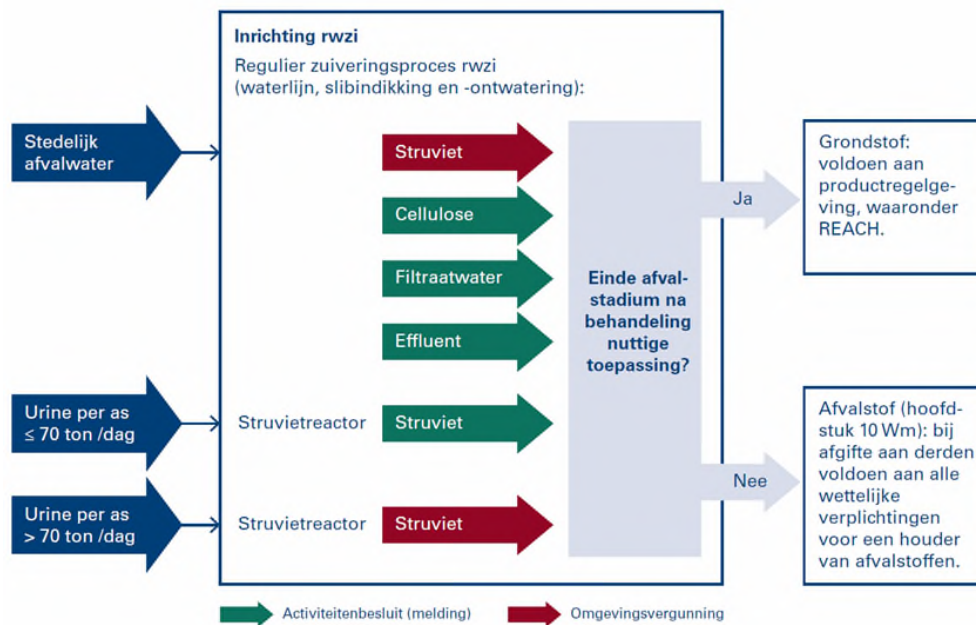 Inrichting rwzi
Regulier zuiveringsproces rwzi
(waterlijn, slibindikking en -ontwatering):
Stedelijk
afvalwater
Struviet
Cellulose
Filtraatwater
Effluent
Urine per as
≤ 70 ton /dag
Struvietreactor
Struviet
Urine per as
> 70 ton /dag
Struvietreactor
Struviet
Einde afval-
stadium na
behandeling
nuttige
toepassing?
Ja
Grondstof:
voldoen aan
productregelge-
ving, waaronder
REACH.
Nee
Afvalstof (hoofd-
stuk 10 Wm): bij
afgifte aan derden
voldoen aan alle
wettelijke
verplichtingen
voor een houder
van afvalstoffen.
Activiteitenbesluit (melding)
Omgevingsvergunning